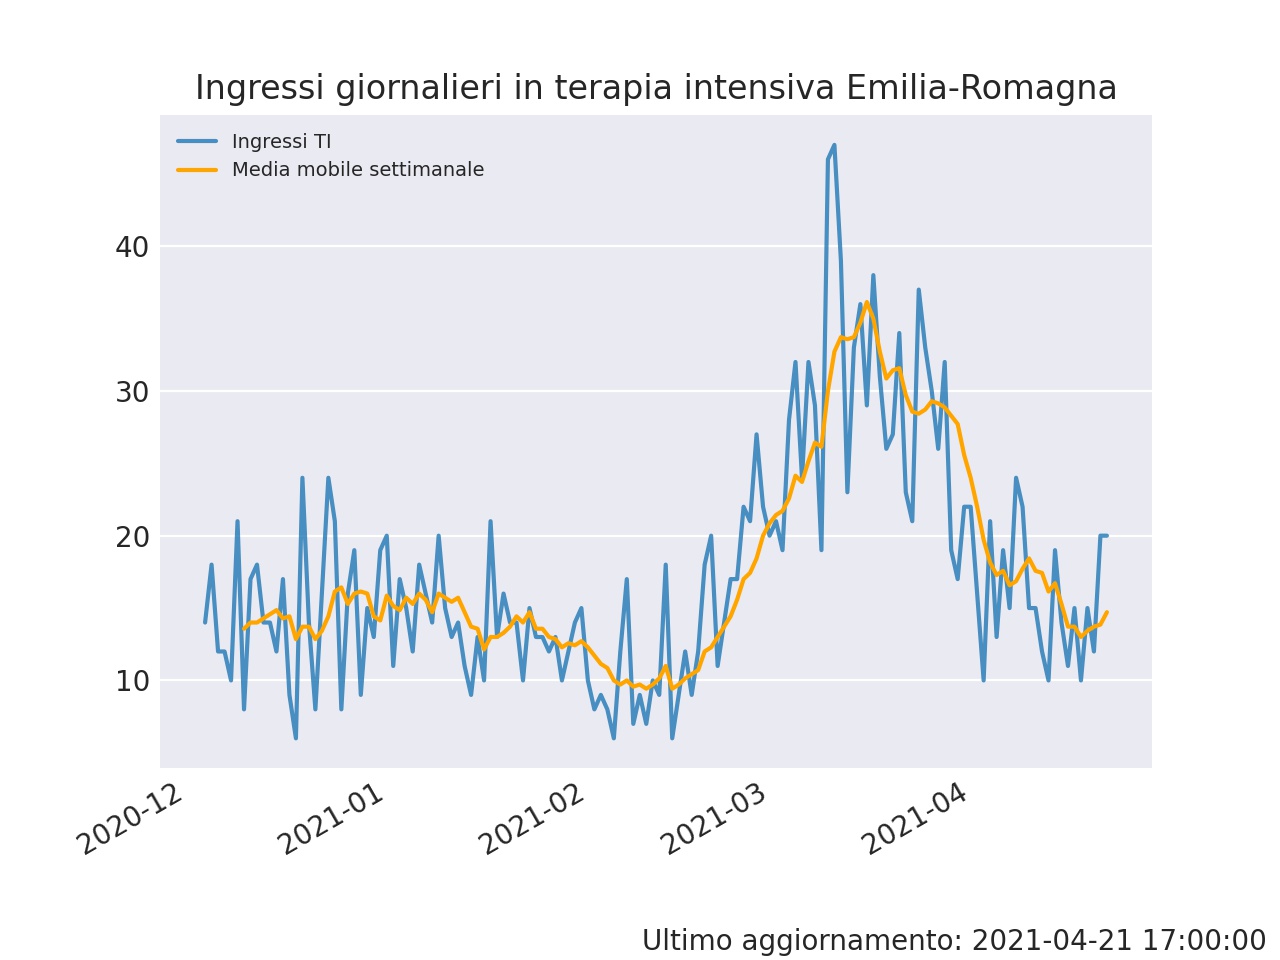 Ingressi giornalieri in terapia intensiva Emilia-Romagna
Ingressi TI
Media mobile settimanale
40
30
20
10
2020-12
2021-01
2021-02
2021-03
2021-04
Ultimo aggiornamento: 2021-04-21 17:00:00